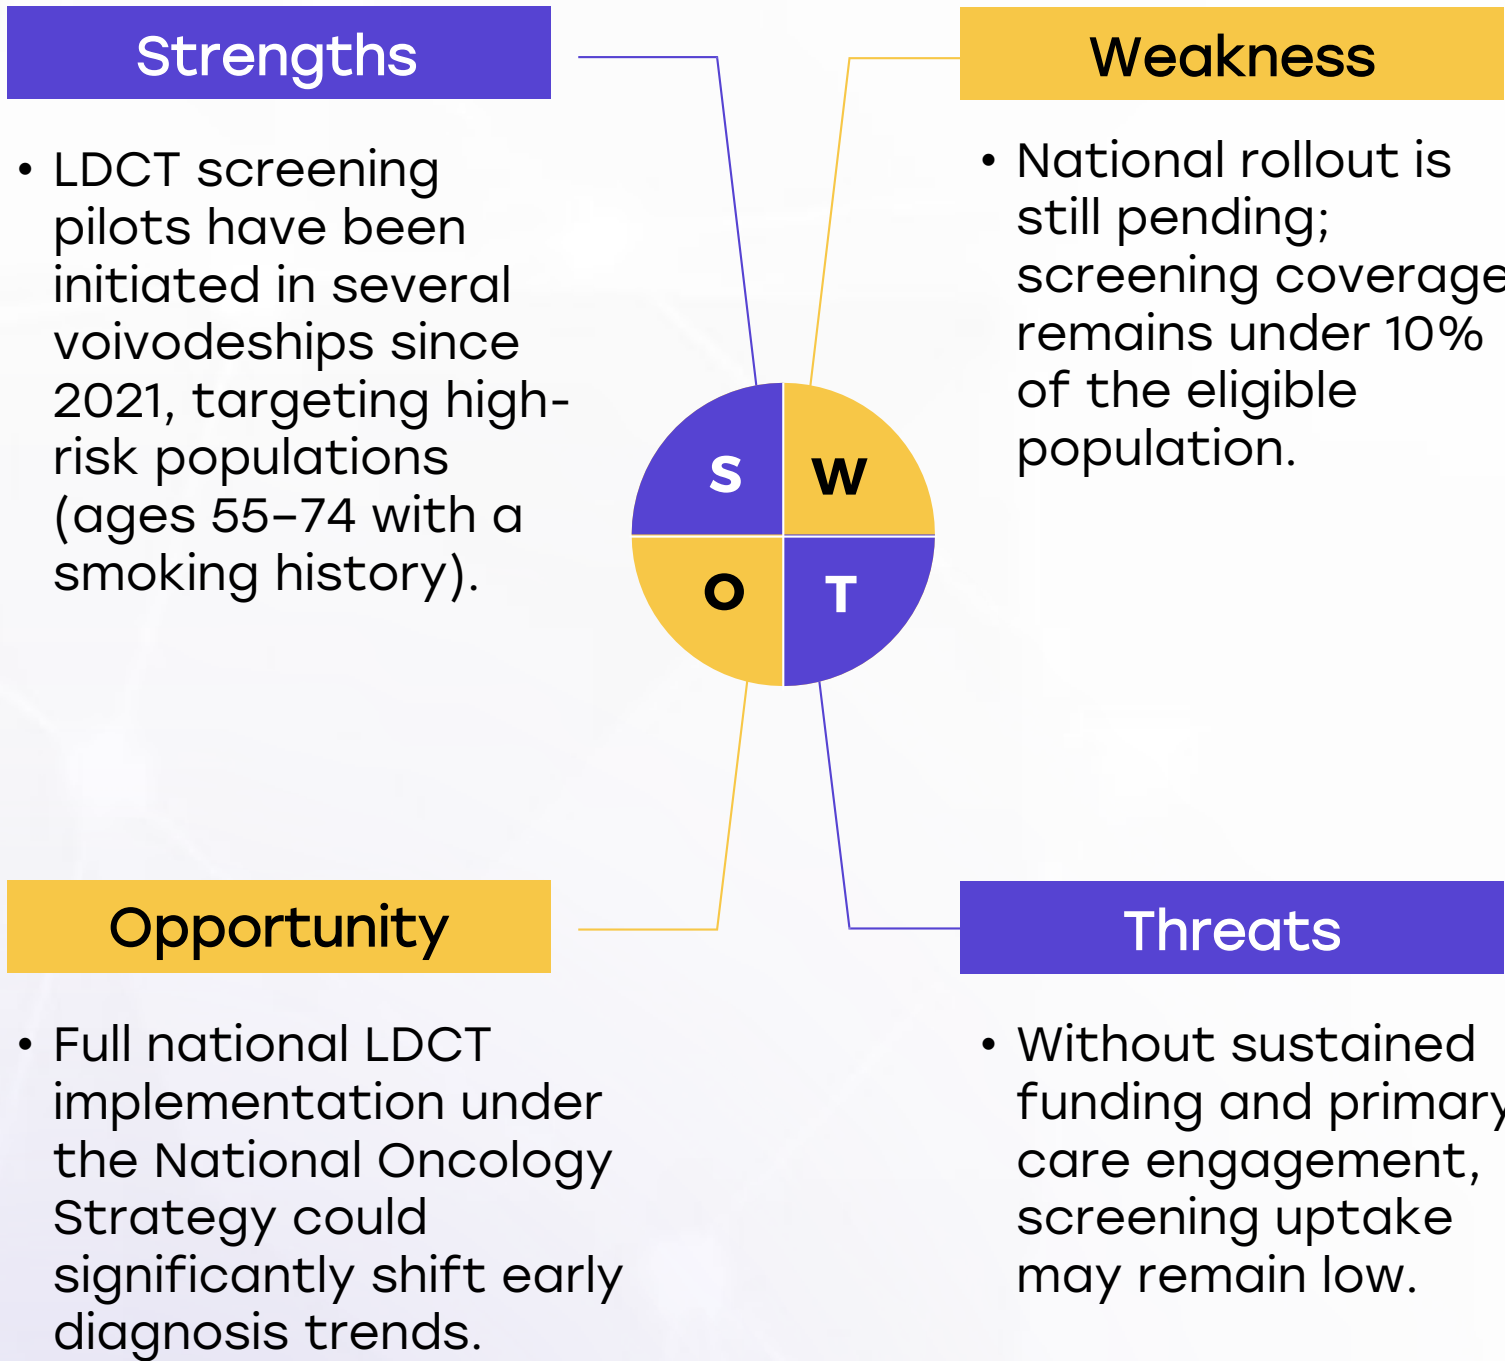 Strengths
• LDCT screening
pilots have been
initiated in several
voivodeships since
2021, targeting high-
risk populations
(ages 55–74 with a
smoking history).
Weakness
• National rollout is
still pending;
screening coverage
remains under 10%
of the eligible
population.
S
W
O
T
Opportunity
• Full national LDCT
implementation under
the National Oncology
Strategy could
significantly shift early
diagnosis trends.
Threats
• Without sustained
funding and primary
care engagement,
screening uptake
may remain low.